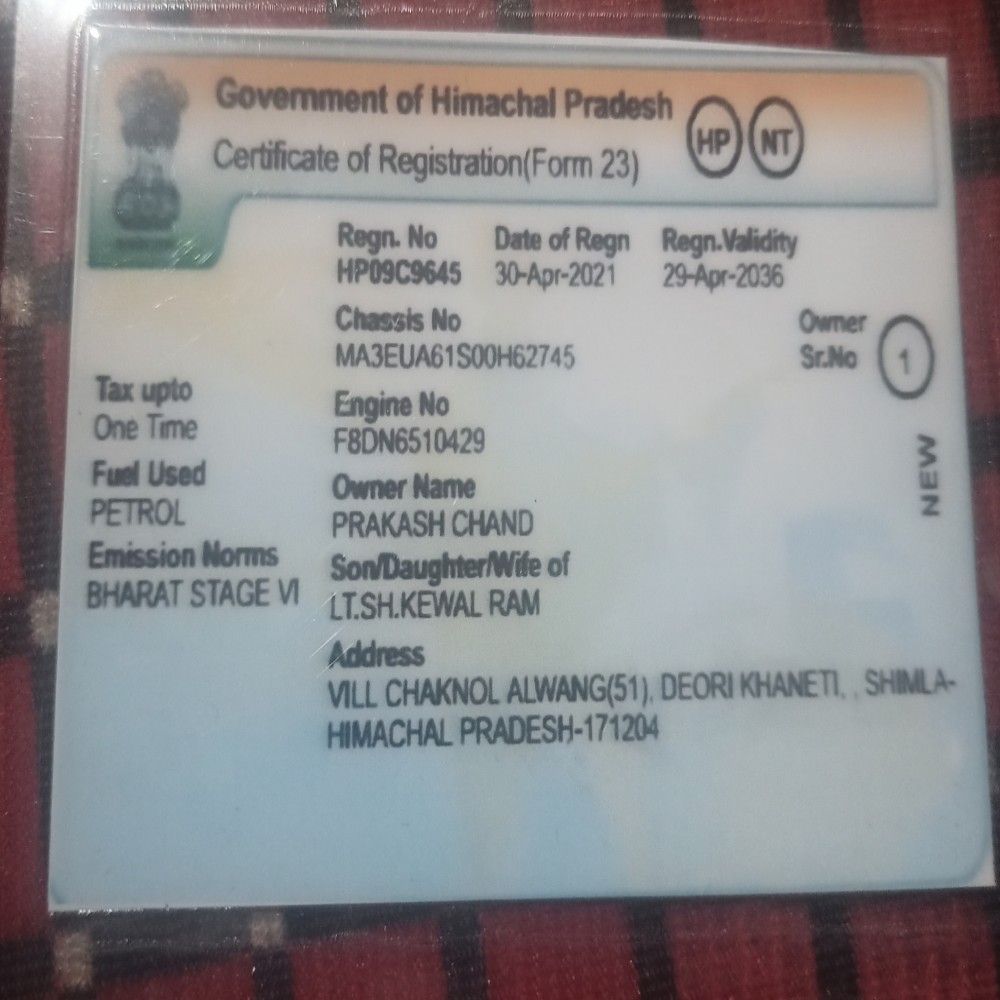 Government of Himachal Pradesh
Certificate of Registration(Form 23)
HP NT
Regn. No Date of Regn Regn.Validity
HP09C9645 30-Apr-2021 29-Apr-2036
Chassis No
MA3EUA61S00H62745
Owner
Sr.No 1
NEW
Tax upto
One Time
Fuel Used
PETROL
Emission Norms
BHARAT STAGE VI
Engine No
F8DN6510429
Owner Name
PRAKASH CHAND
Son/Daughter/Wife of
LT.SH.KEWAL RAM
Address
VILL CHAKNOL ALWANG(51), DEORI KHANETI, , SHIMLA-
HIMACHAL PRADESH-171204